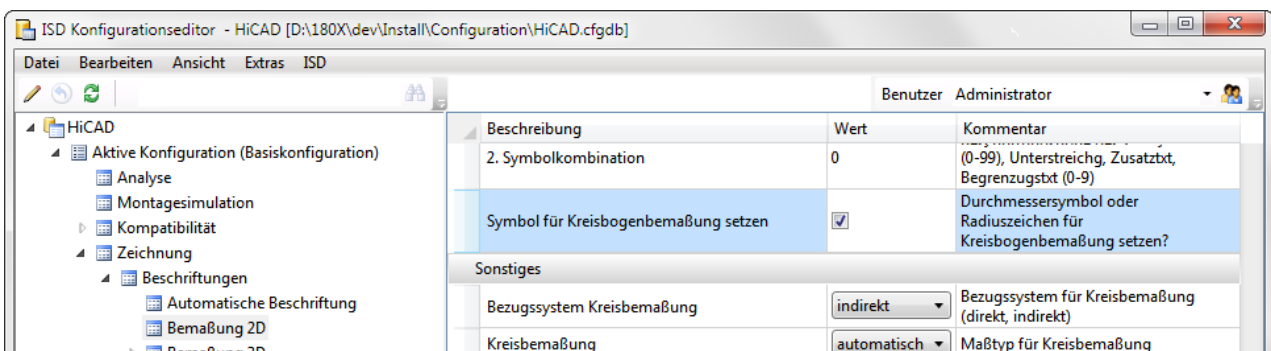 ISD Konfigurationseditor - HiCAD [D:\180X\dev\Install\Configuration\HiCAD.cfgdb]
Datei Bearbeiten Ansicht Extras ISD
Benutzer Administrator
HiCAD
Aktive Konfiguration (Basiskonfiguration)
Analyse
Montagesimulation
Kompatibilität
Zeichnung
Beschriftungen
Automatische Beschriftung
Bemaßung 2D
Bemaßung 3D
Beschreibung Wert Kommentar
2. Symbolkombination 0 (0-99), Unterstreichg, Zusatztxt,
Begrenzugstxt (0-9)
Symbol für Kreisbogenbemaßung setzen Durchmessersymbol oder
Radiuszeichen für
Kreisbogenbemaßung setzen?
Sonstiges
Bezugssystem Kreisbemaßung indirekt Bezugssystem für Kreisbemaßung
(direkt, indirekt)
Kreisbemaßung automatisch Maßtyp für Kreisbemaßung